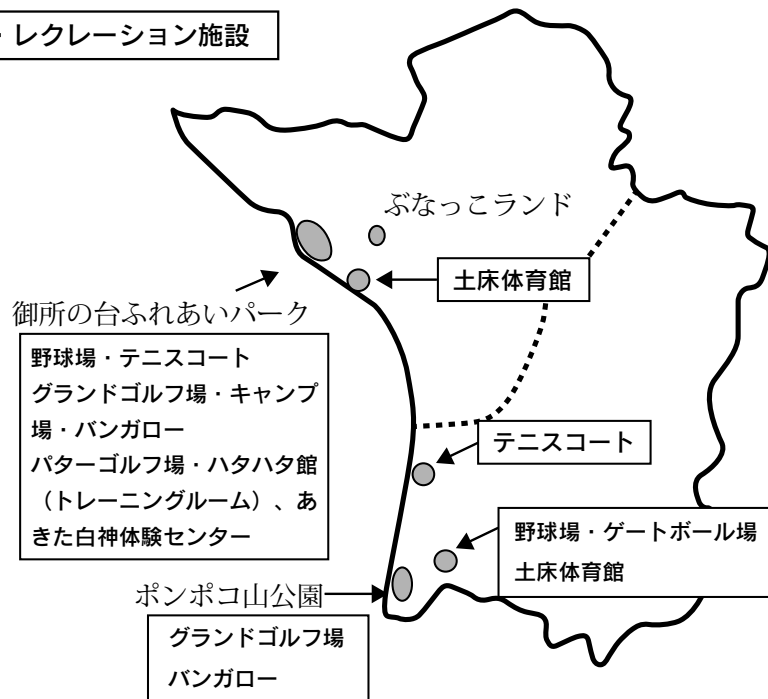 ・レクレーション施設
ぶなっこランド
土床体育館
御所の台ふれあいパーク
野球場・テニスコート
グランドゴルフ場・キャンプ
場・バンガロー
パターゴルフ場・ハタハタ館
（トレーニングルーム）、あ
きた白神体験センター
テニスコート
野球場・ゲートボール場
土床体育館
ポンポコ山公園
グランドゴルフ場
バンガロー